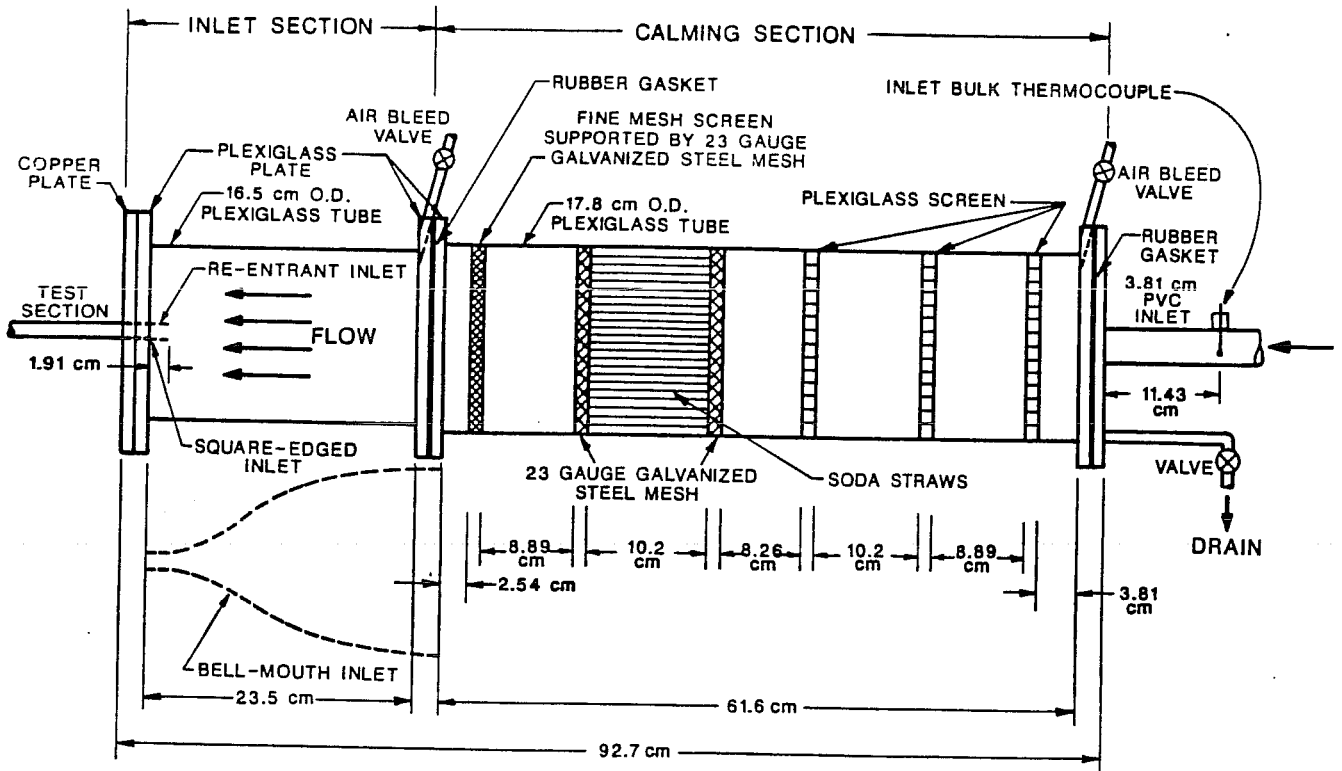 INLET SECTION
CALMING SECTION
RUBBER GASKET
INLET BULK THERMOCOUPLE
AIR BLEED
VALVE
FINE MESH SCREEN
SUPPORTED BY 23 GAUGE
GALVANIZED STEEL MESH
COPPER
PLATE
PLEXIGLASS
PLATE
AIR BLEED
VALVE
16.5 cm O.D.
PLEXIGLASS TUBE
17.8 cm O.D.
PLEXIGLASS TUBE
PLEXIGLASS SCREEN
RUBBER
GASKET
RE-ENTRANT INLET
3.81 cm
PVC
INLET
TEST
SECTION
FLOW
1.91 cm
11.43
cm
SQUARE-EDGED
INLET
23 GAUGE GALVANIZED
STEEL MESH
SODA STRAWS
VALVE
DRAIN
8.89
cm
10.2
cm
8.26
cm
10.2
cm
8.89
cm
2.54 cm
3.81
cm
BELL-MOUTH INLET
23.5 cm
61.6 cm
92.7 cm